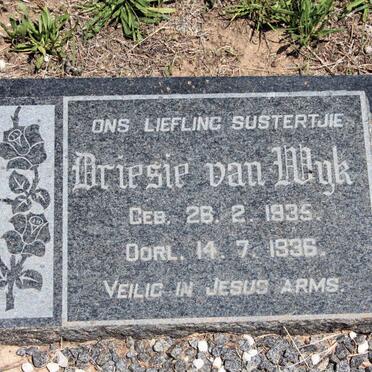 ONS LIEFLING SUSTERTJIE
Driesie van Wyk
GEB. 26. 2. 1935.
OORL. 14. 7. 1936.
VEILIG IN JESUS ARMS.